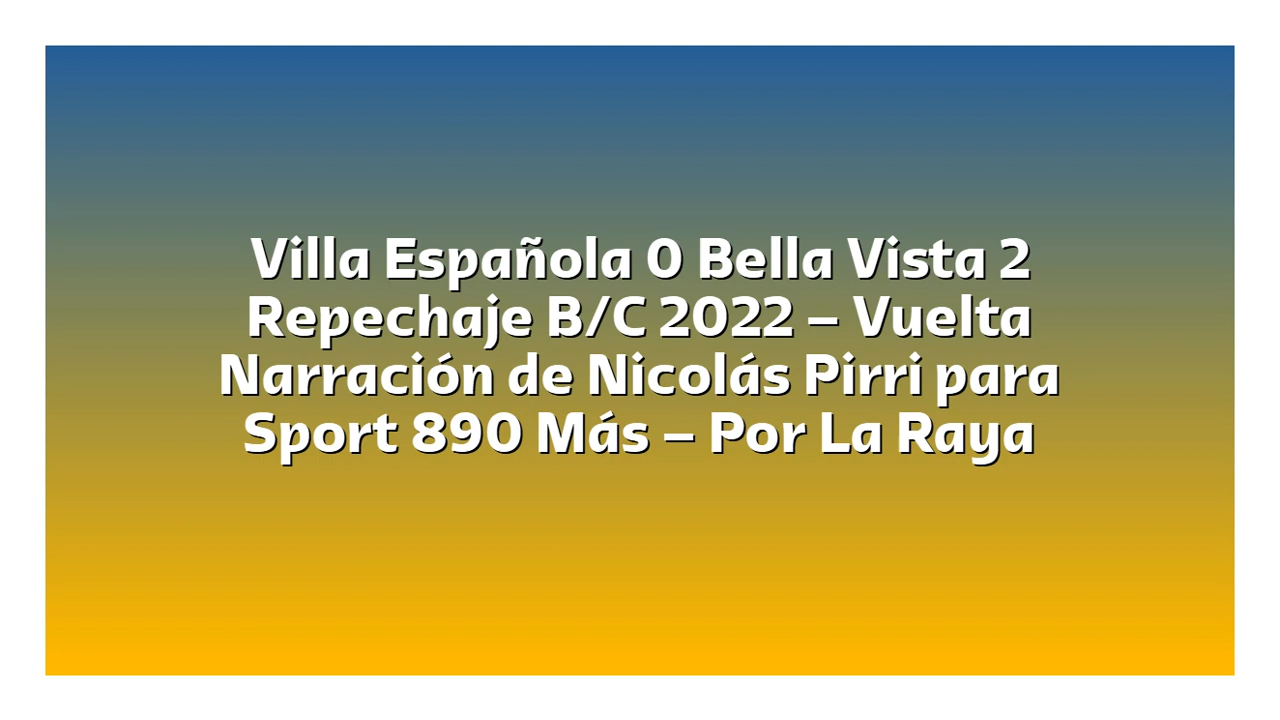 Villa Española 0 Bella Vista 2
Repechaje B/C 2022 – Vuelta
Narración de Nicolás Pirri para
Sport 890 Más – Por La Raya